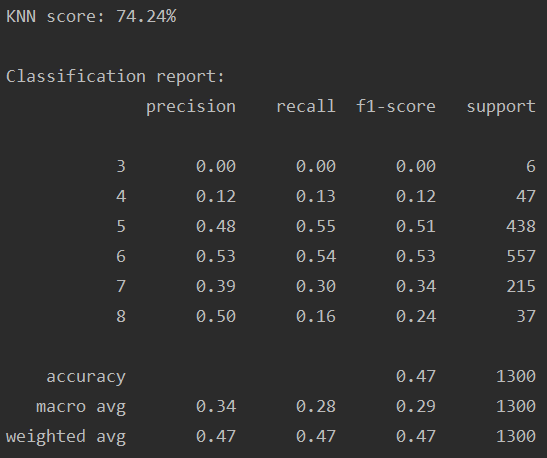 KNN score: 74.24%
Classification report:
precision recall f1-score support
3 0.00 0.00 0.00 6
4 0.12 0.13 0.12 47
5 0.48 0.55 0.51 438
6 0.53 0.54 0.53 557
7 0.39 0.30 0.34 215
8 0.50 0.16 0.24 37
accuracy 0.47 1300
macro avg 0.34 0.28 0.29 1300
weighted avg 0.47 0.47 0.47 1300